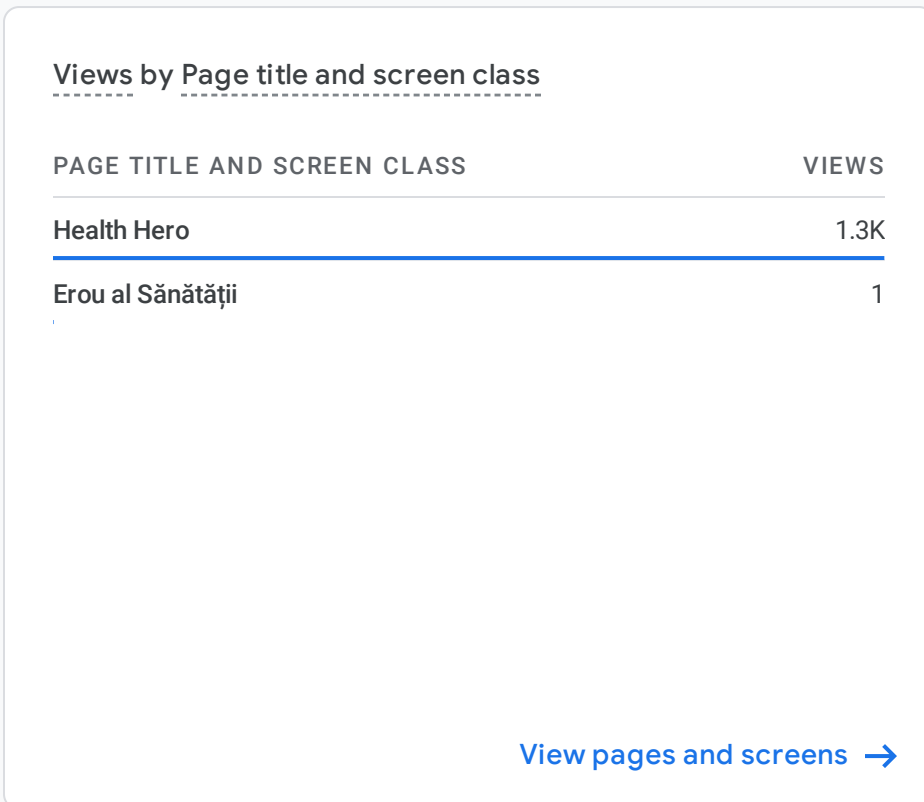 Views by Page title and screen class
PAGE TITLE AND SCREEN CLASS VIEWS
Health Hero 1.3K
Erou al Sănătății 1
View pages and screens